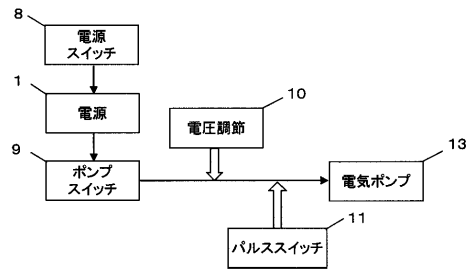 8
電源
スイッチ
1
電源
10
電圧調節
9
ポンプ
スイッチ
13
電気ポンプ
11
パルススイッチ